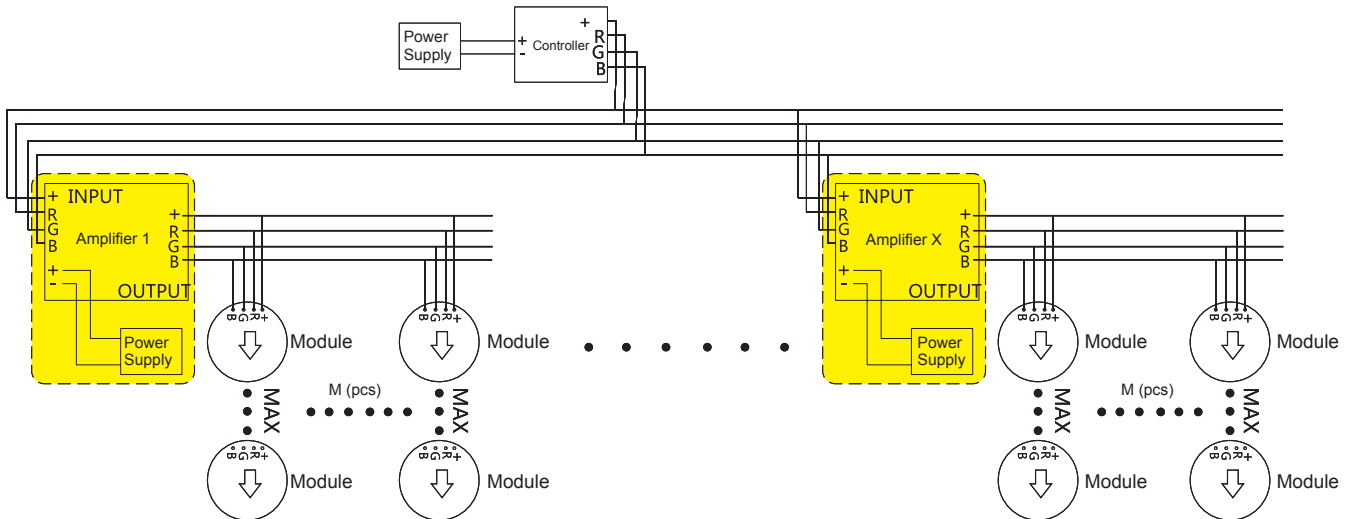 Power
Supply
+
-
Controller
+
R
G
B
+ INPUT
R
G
B
Amplifier 1
+
-
+
R
G
B
OUTPUT
Power
Supply
+ INPUT
R
G
B
Amplifier X
+
-
+
R
G
B
OUTPUT
Power
Supply
B G R +
Module
B G R +
Module
B G R +
Module
B G R +
Module
MAX
M (pcs)
MAX
MAX
M (pcs)
MAX
B G R +
Module
B G R +
Module
B G R +
Module
B G R +
Module